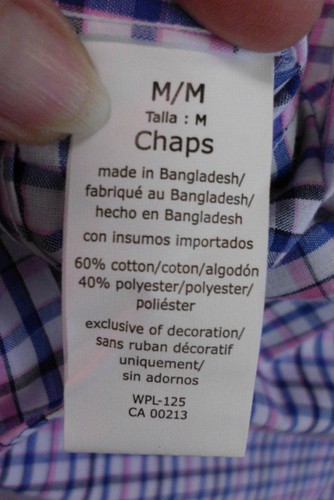 M/M
Talla : M
Chaps
made in Bangladesh/
fabriqué au Bangladesh/
hecho en Bangladesh
con insumos importados
60% cotton/coton/algodón
40% polyester/polyester/
poliéster
exclusive of decoration/
sans ruban décoratif
uniquement/
sin adornos
WPL-125
CA 00213